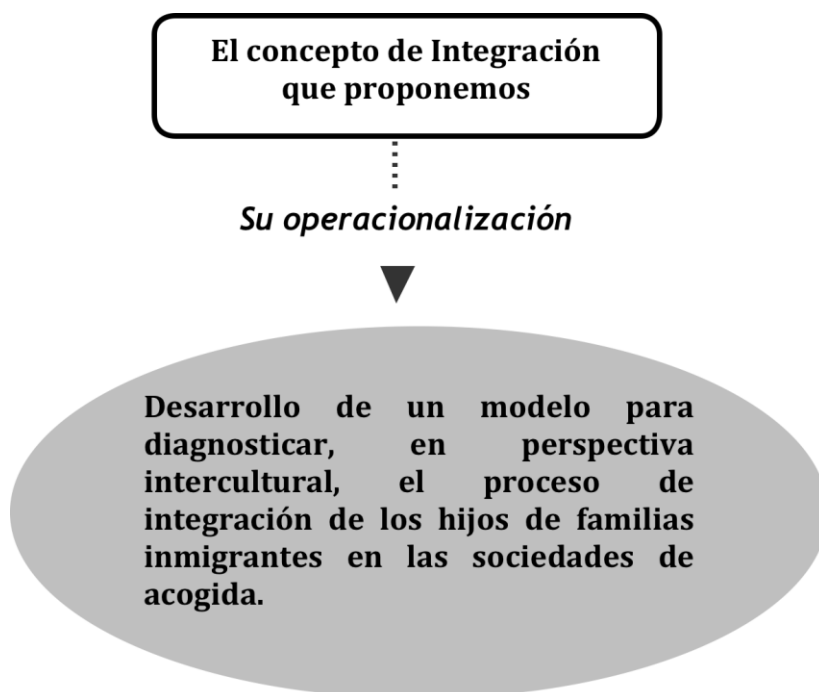 El concepto de Integración
que proponemos
Su operacionalización
Desarrollo de un modelo para
diagnosticar, en perspectiva
intercultural, el proceso de
integración de los hijos de familias
inmigrantes en las sociedades de
acogida.